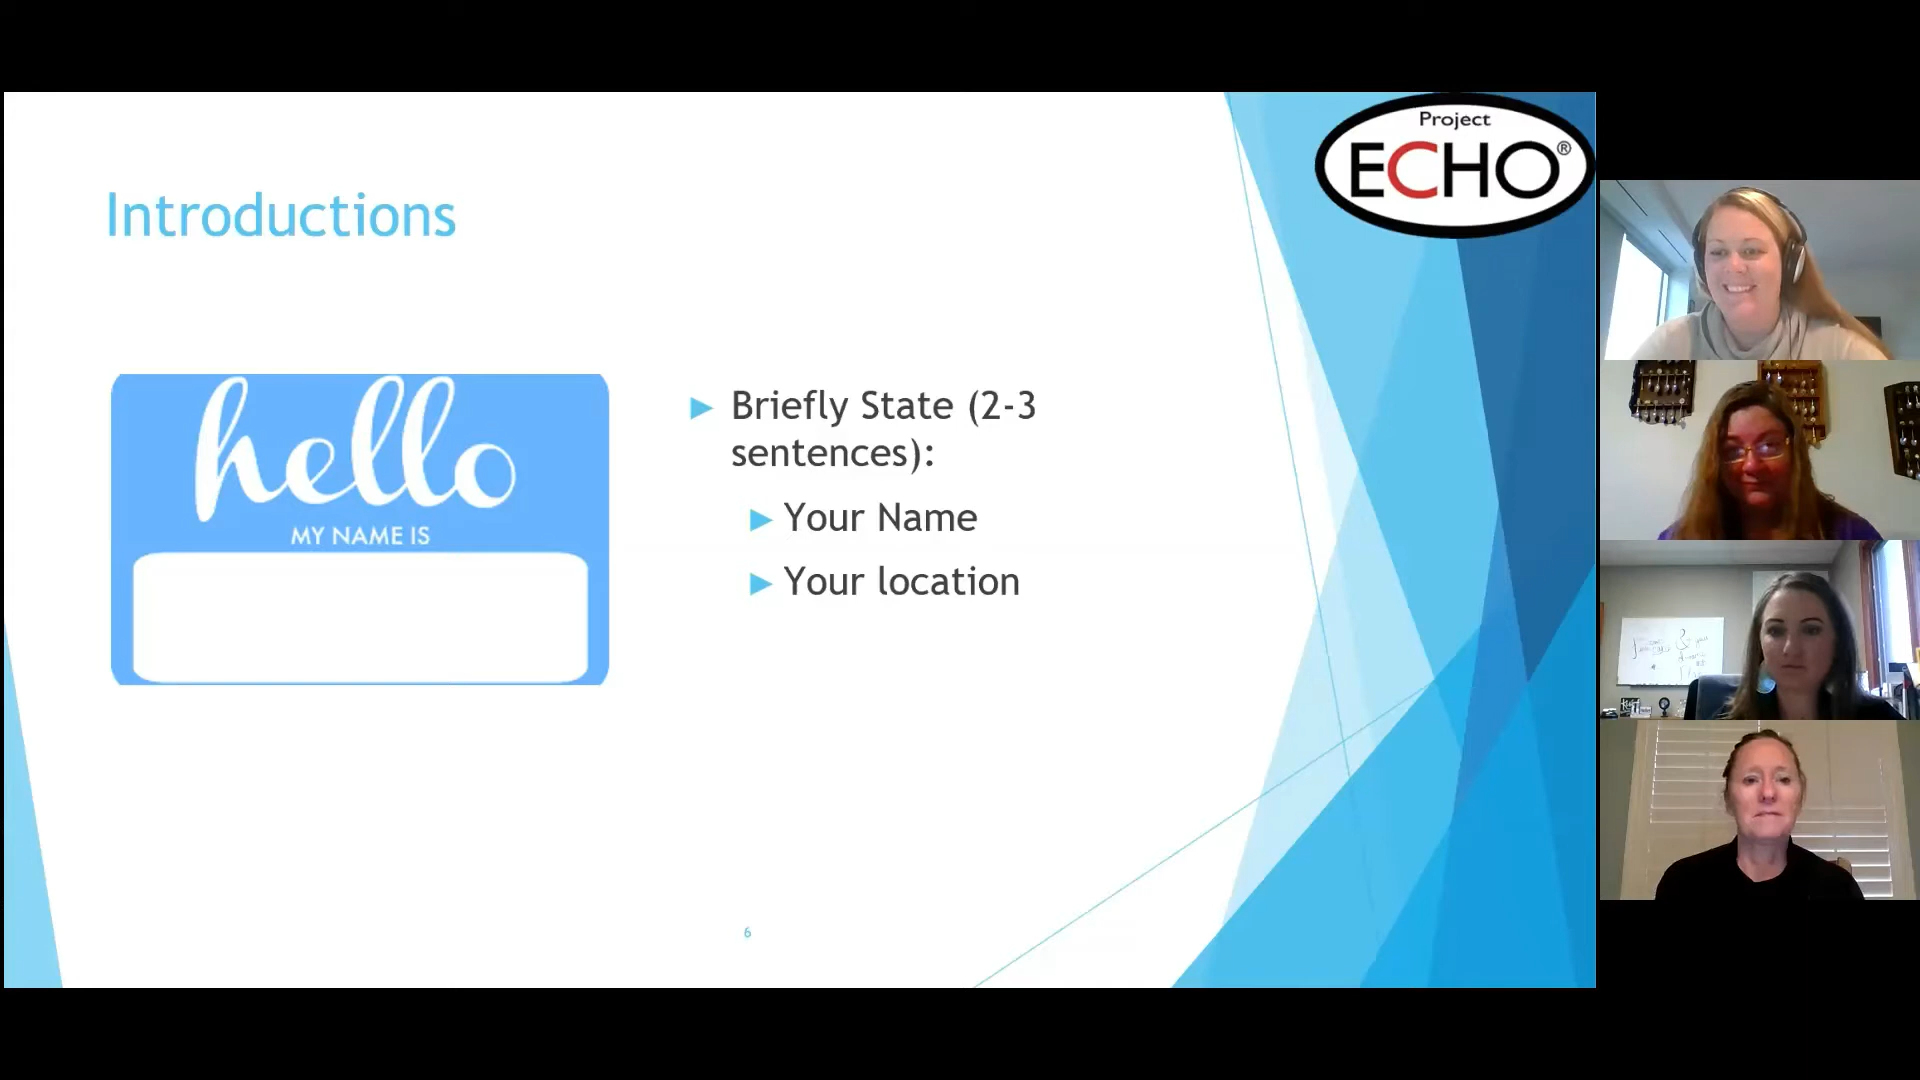 Project
ECHO®
Introductions
hello
MY NAME IS
Briefly State (2-3
sentences):
Your Name
Your location
6